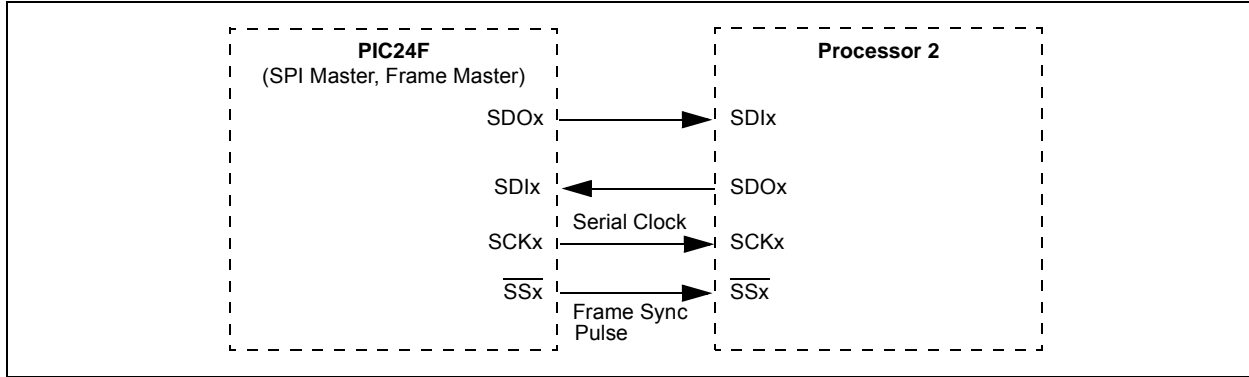 PIC24F
(SPI Master, Frame Master)
Processor 2
SDOx
SDIx
SDIx
SDOx
Serial Clock
SCKx
SCKx
SSx
SSx
Frame Sync
Pulse